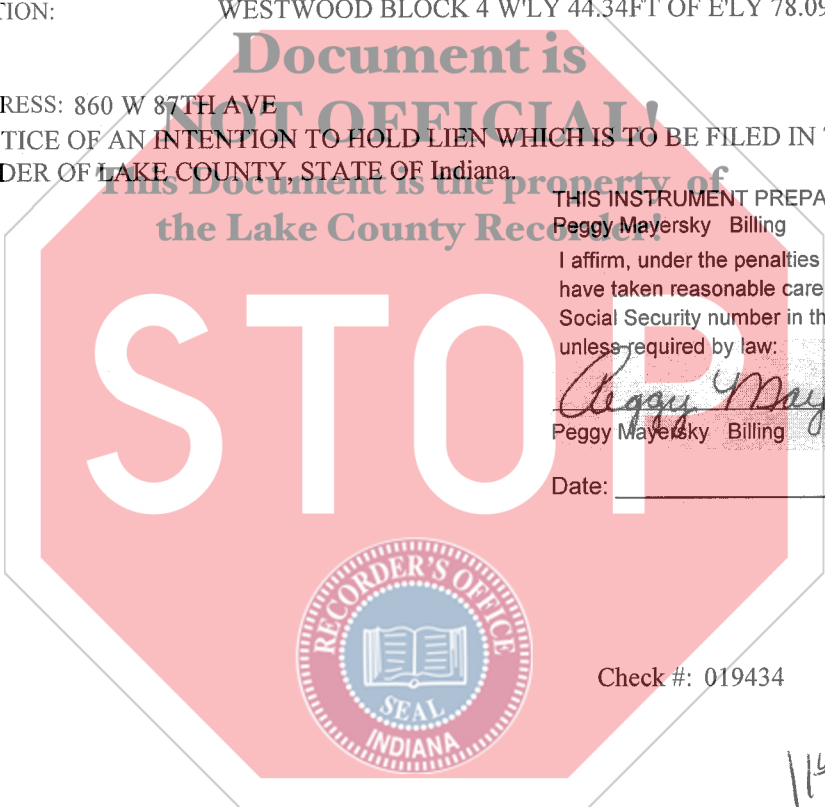 TION: WESTWOOD BLOCK 4 W'LY 44.34FT OF E'LY 78.09
Document is
RESS: 860 W 87TH AVE
NOT OFFICIAL!
TICE OF AN INTENTION TO HOLD LIEN WHICH IS TO BE FILED IN
DER OF LAKE COUNTY, STATE OF Indiana.
This Document is the property of
the Lake County Recorder!
THIS INSTRUMENT PREPA
Peggy Mayersky Billing
I affirm, under the penalties
have taken reasonable care
Social Security number in th
unless required by law:
STOP
Peggy May
Peggy Mayersky Billing
Date:
RECORDER'S OFFICE
SEAL
INDIANA
Check #: 019434